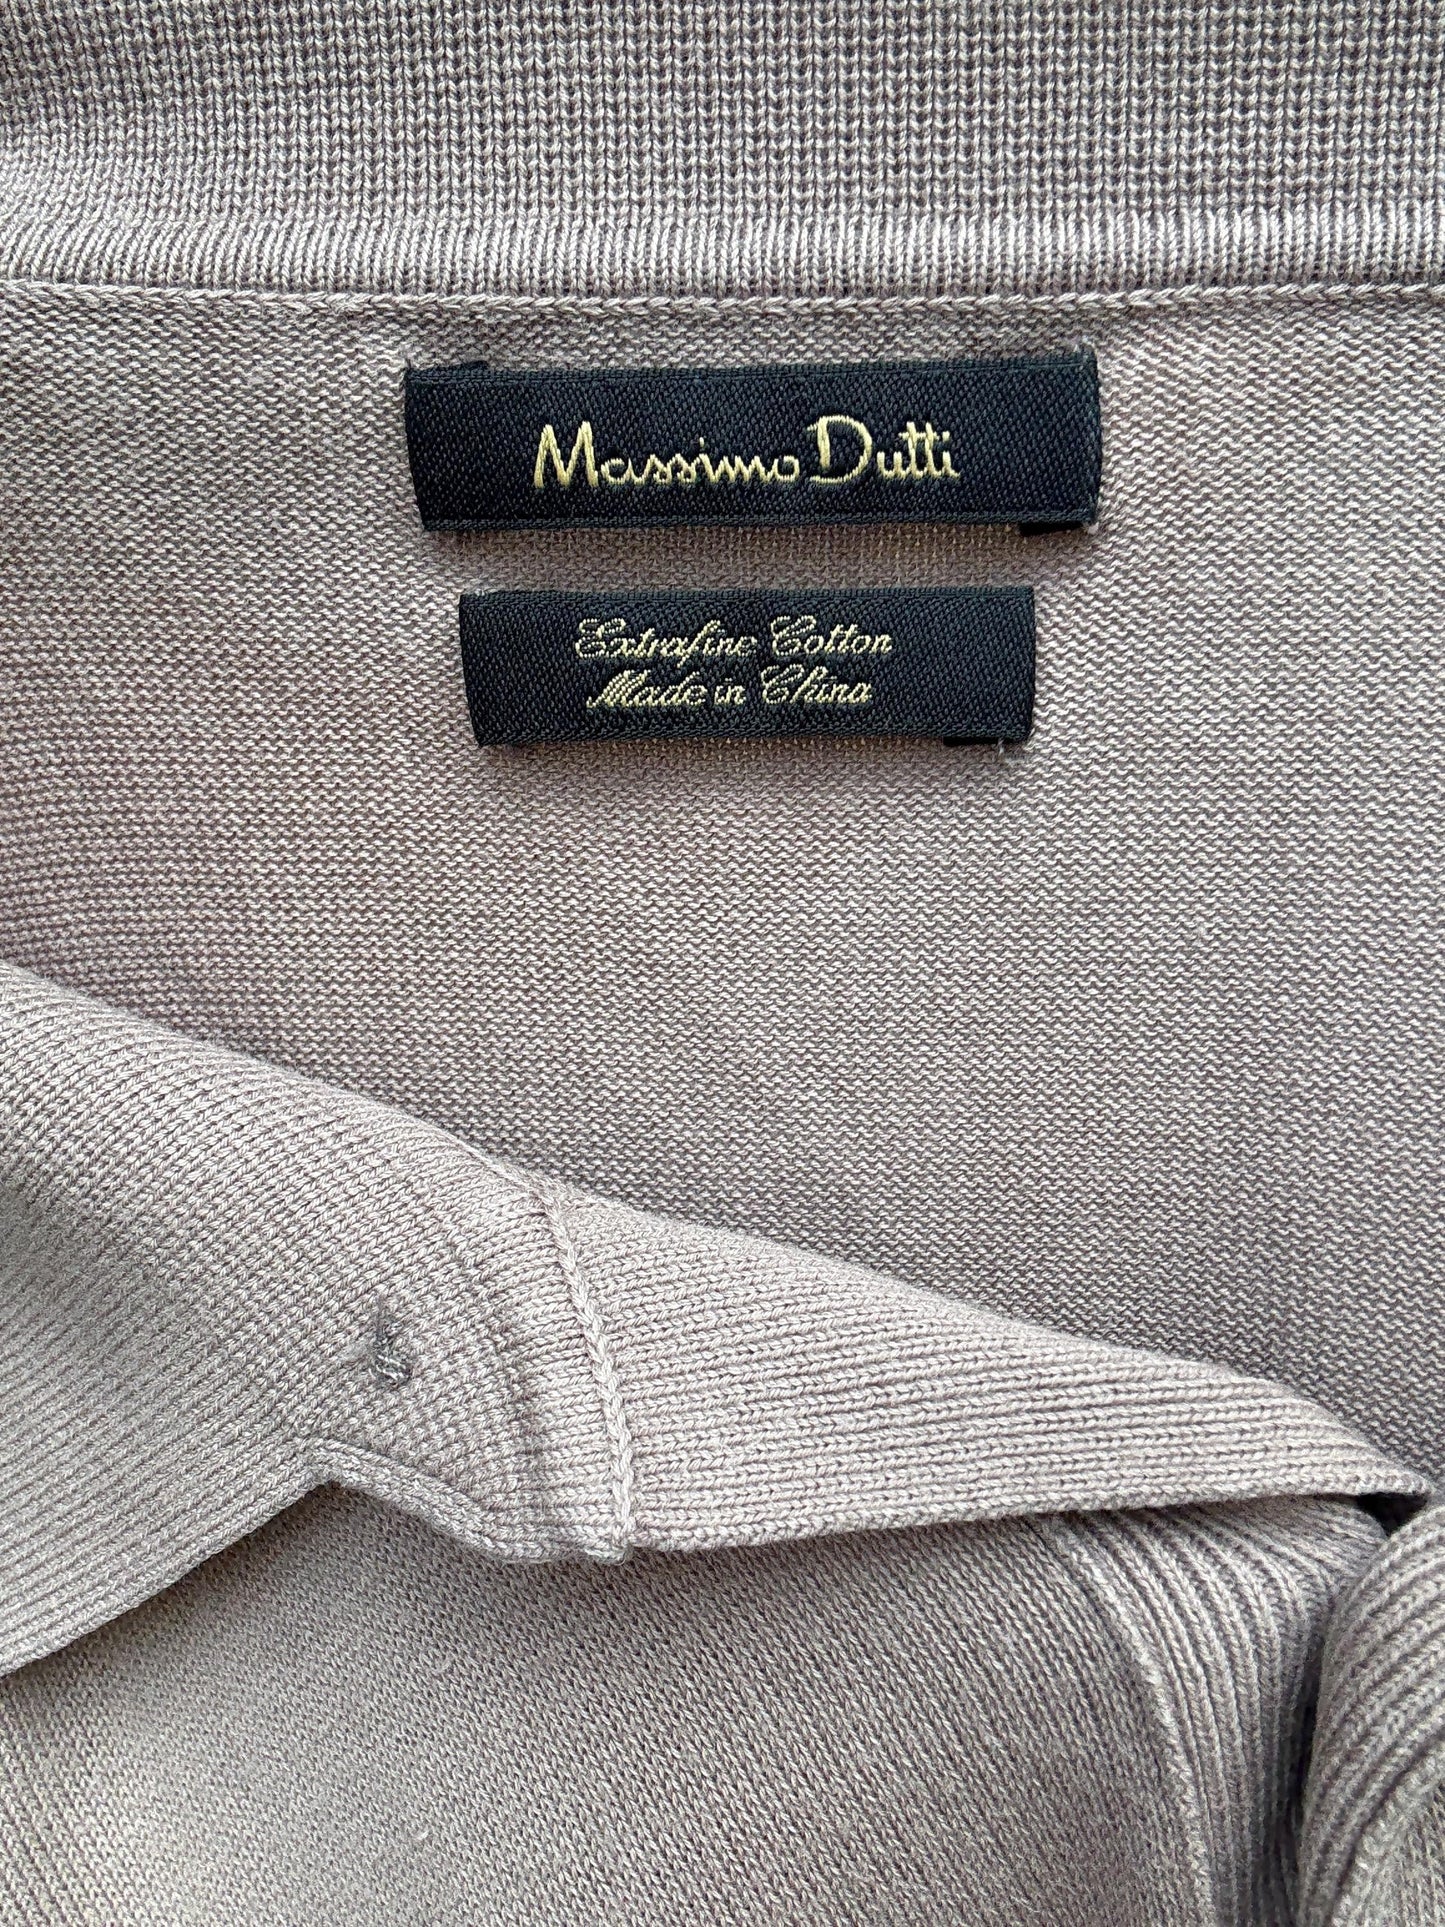 Massimo Dutti
Extrafine Cotton
Made in China